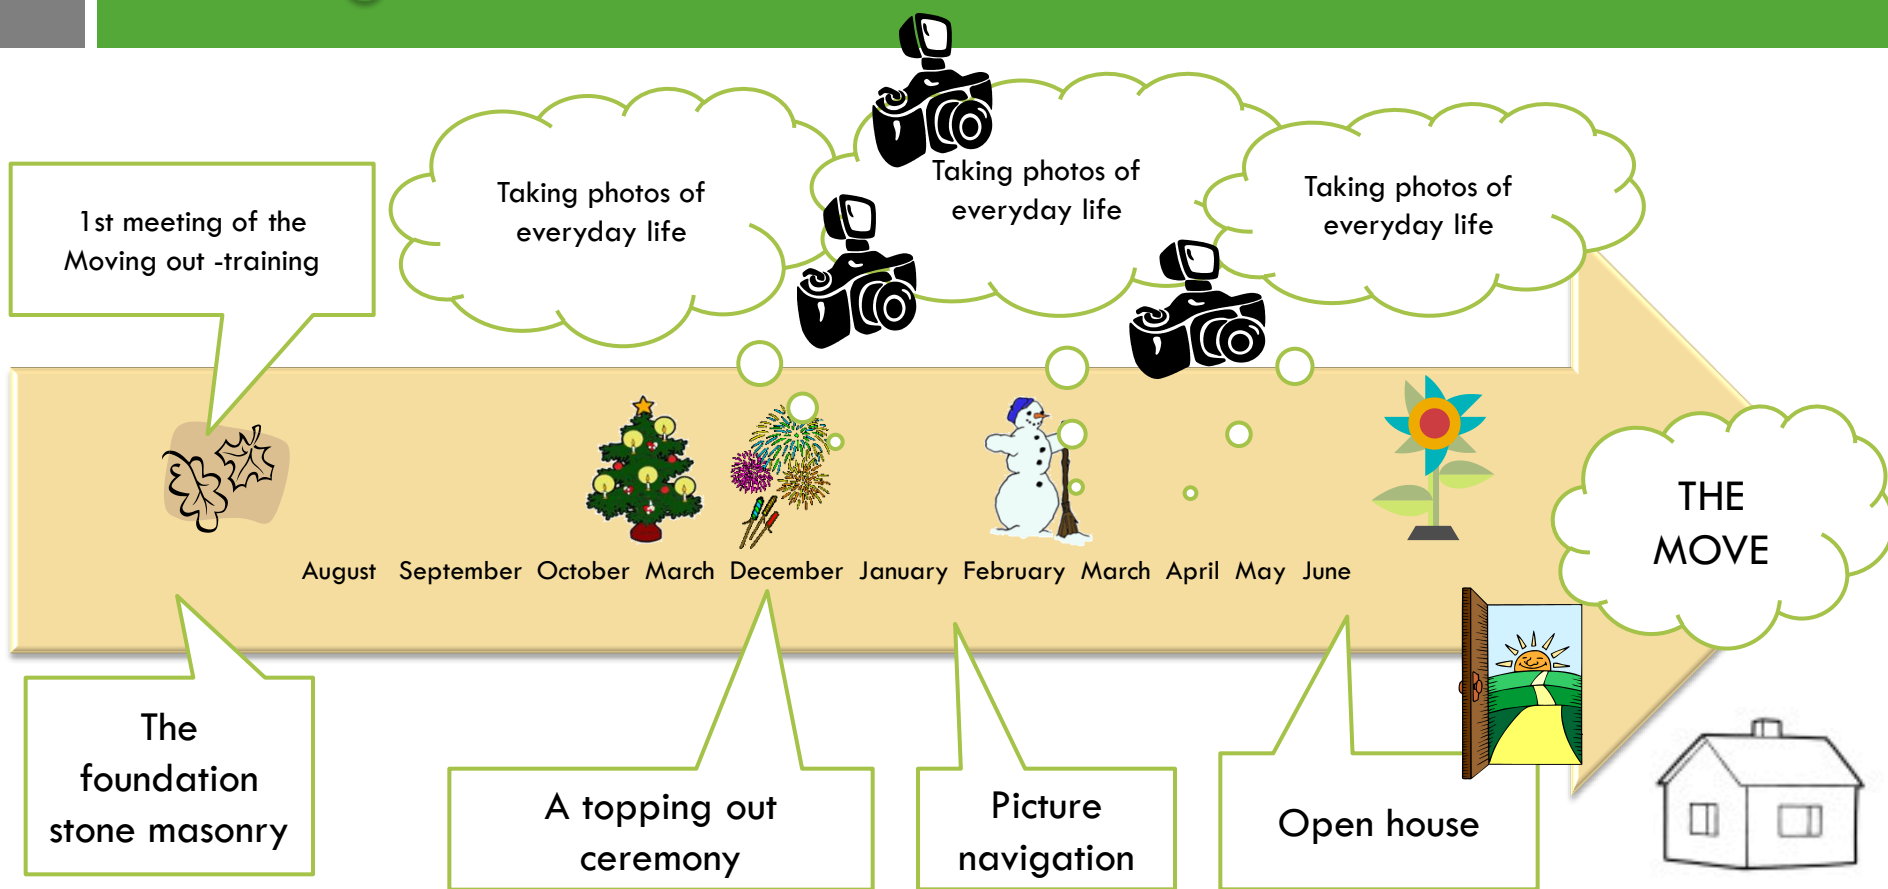 Taking photos of
everyday life
Taking photos of
everyday life
Taking photos of
everyday life
1st meeting of the
Moving out -training
THE
MOVE
August September October March December January February March April May June
The
foundation
stone masonry
A topping out
ceremony
Picture
navigation
Open house